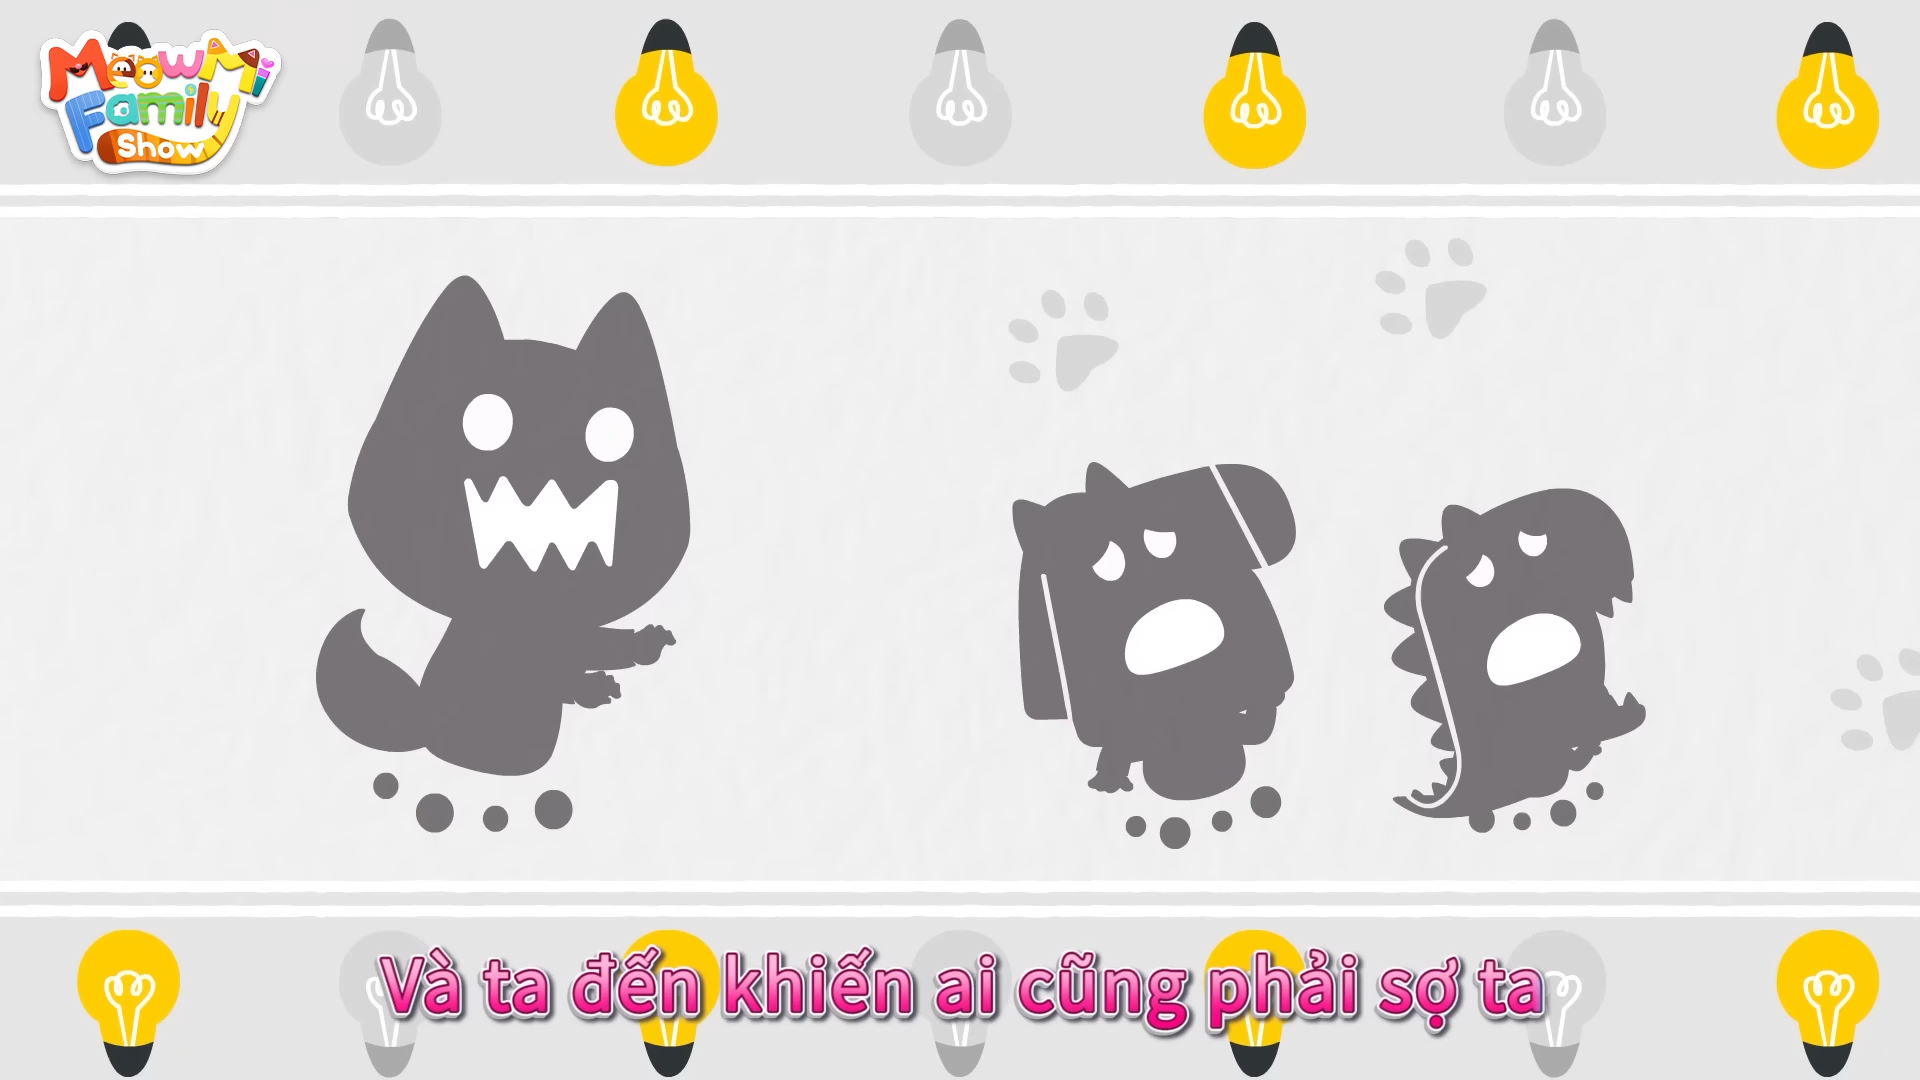 MeowMi
Family
Show
Và ta đến khiến ai cũng phải sợ ta